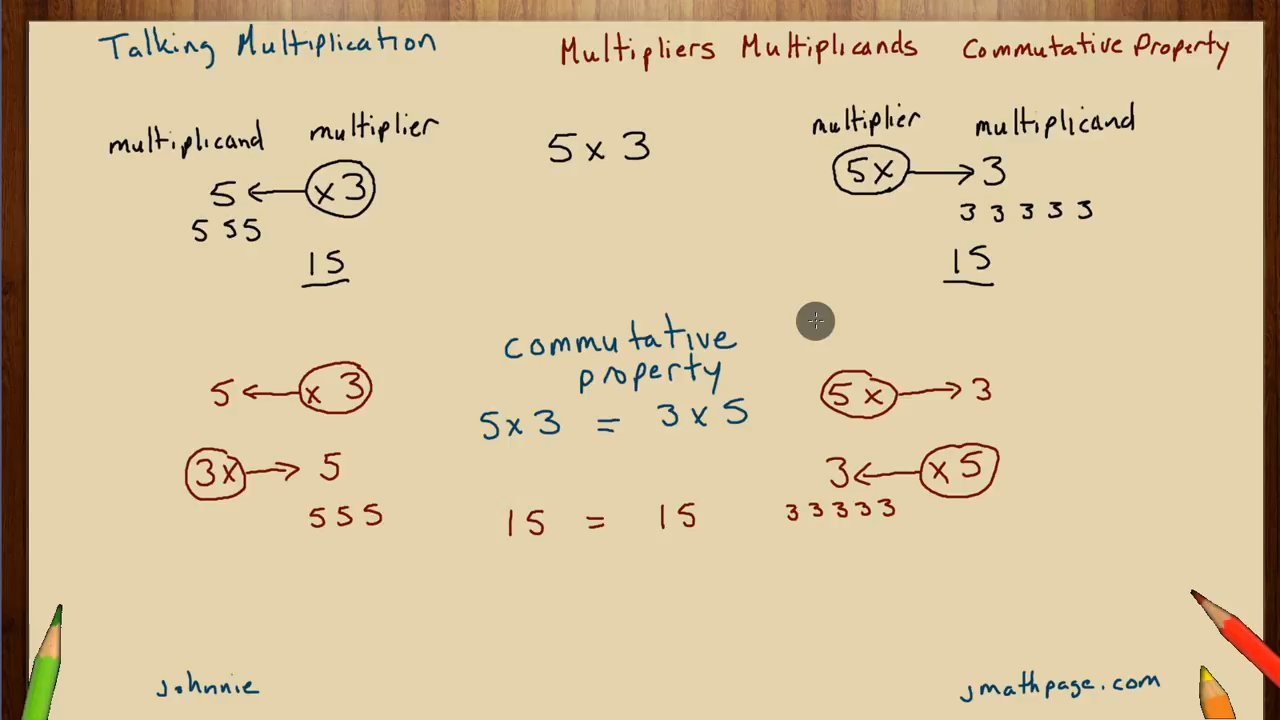 Talking Multiplication Multipliers Multiplicands Commutative Property
multiplicand multiplier
5 x 3
multiplier multiplicand
5 ← x 3
5 5 5
15
5x → 3
3 3 3 3 3
15
commutative
property
5 x 3 = 3 x 5
15 = 15
5 ← x 3
3x → 5
5 5 5
5x → 3
3 ← x 5
3 3 3 3 3
johnnie
jmathpage.com